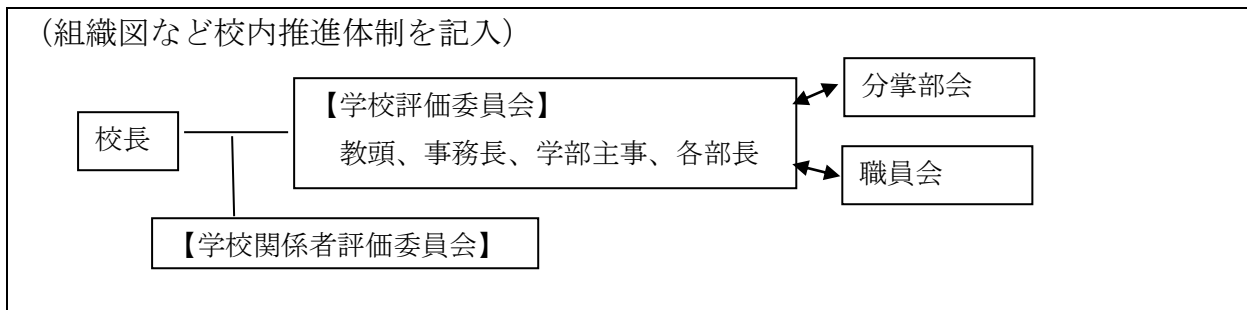 （組織図など校内推進体制を記入）
校長
【学校評価委員会】
教頭、事務長、学部主事、各部長
分掌部会
職員会
【学校関係者評価委員会】